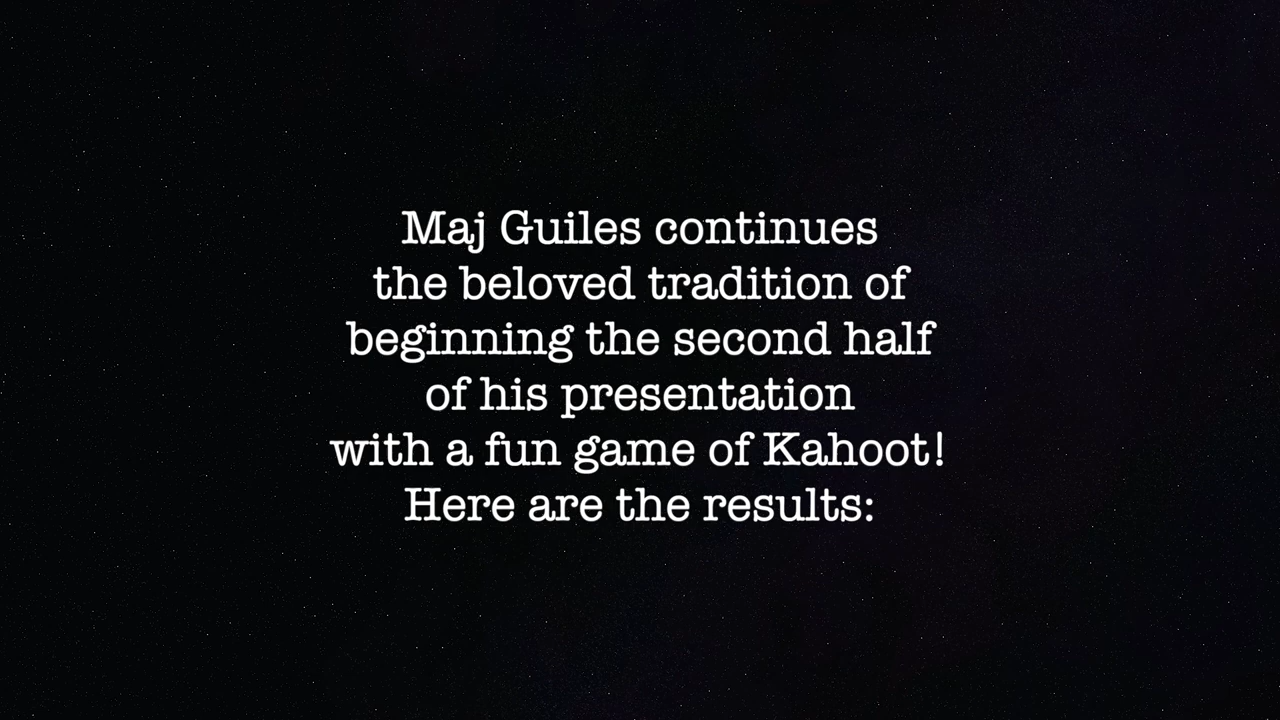 Maj Guiles continues
the beloved tradition of
beginning the second half
of his presentation
with a fun game of Kahoot!
Here are the results: